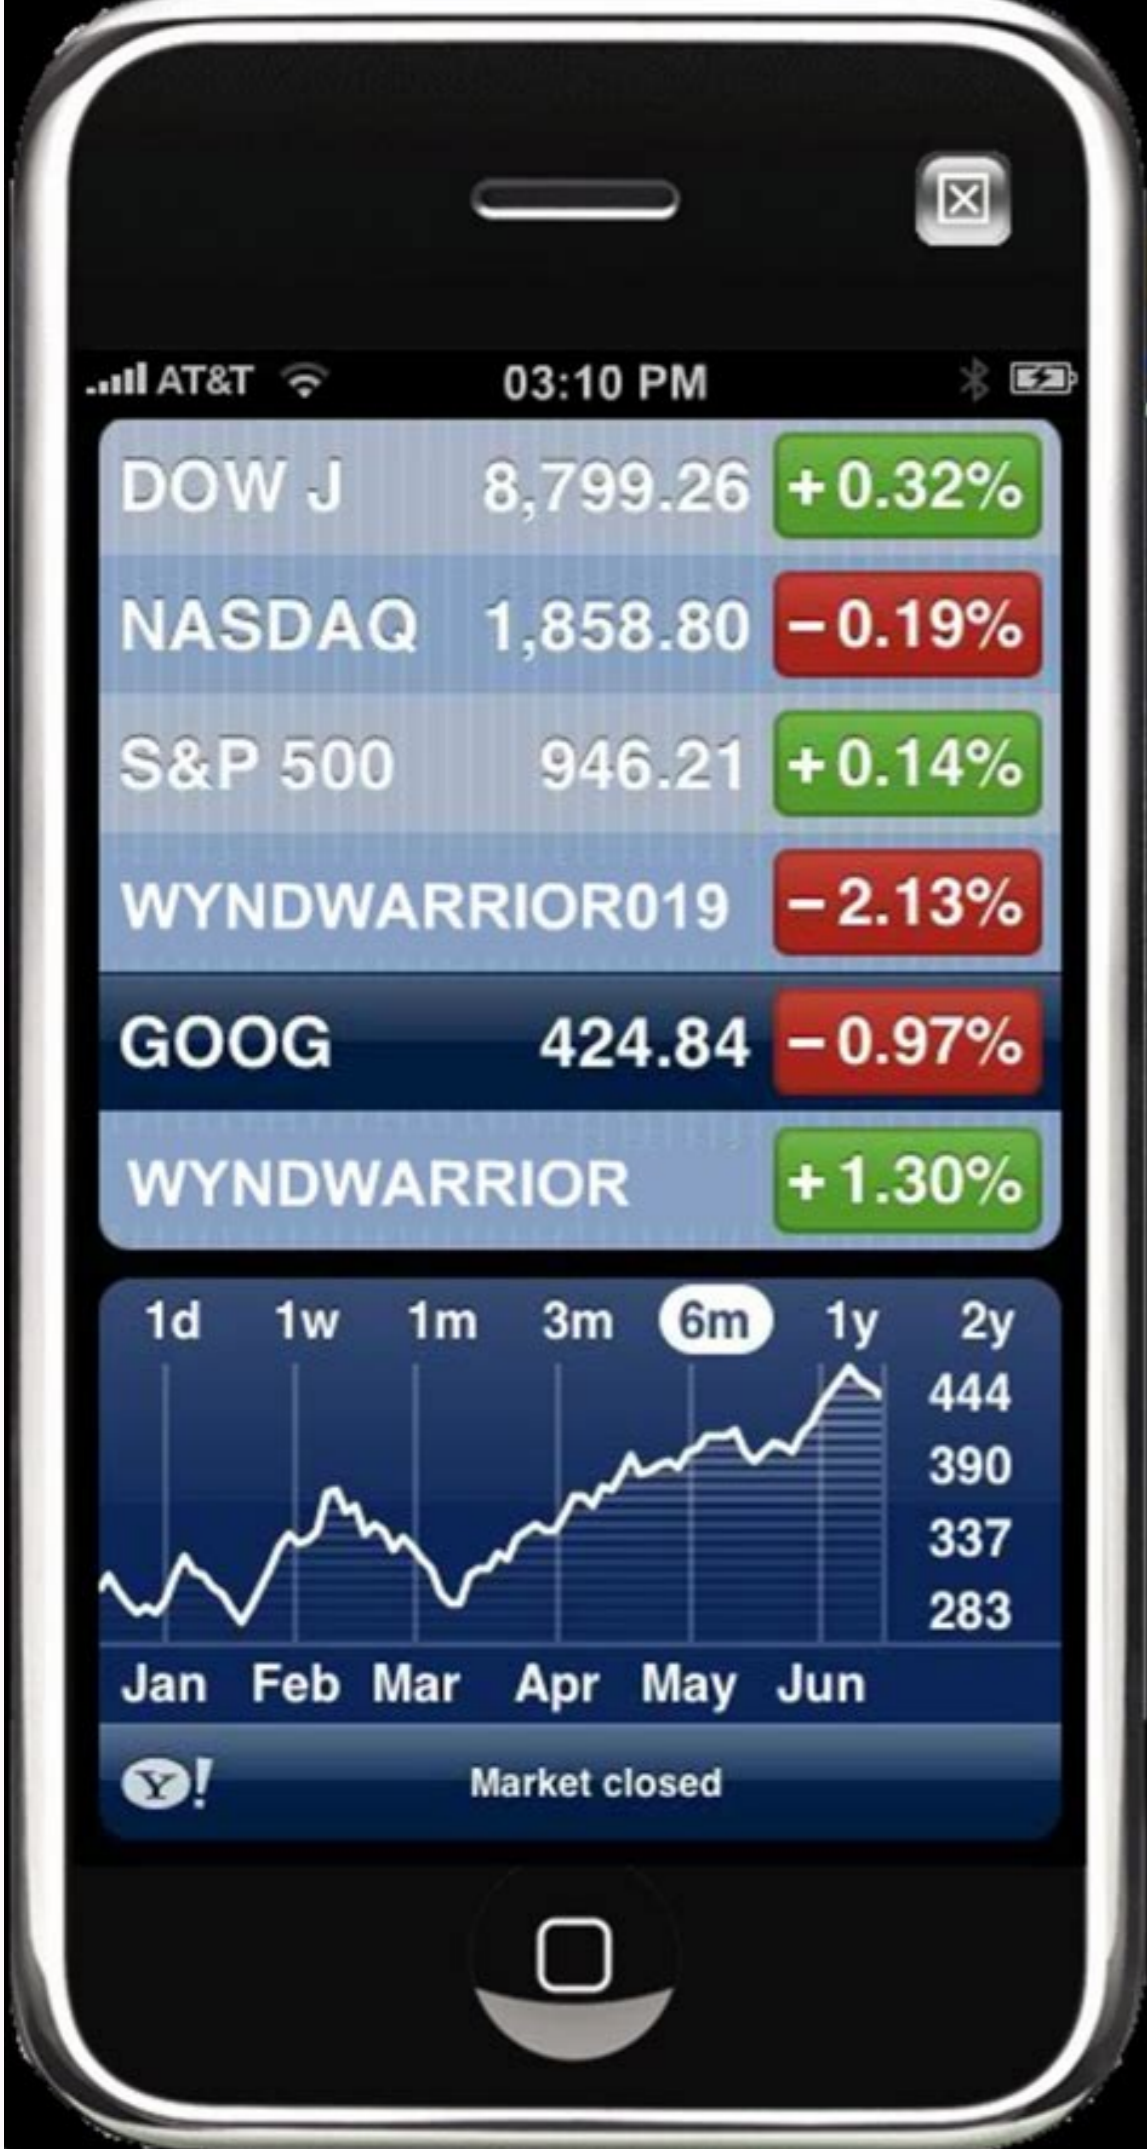 AT&T 03:10 PM
DOW J 8,799.26 +0.32%
NASDAQ 1,858.80 -0.19%
S&P 500 946.21 +0.14%
WYNDWARRIOR019 -2.13%
GOOG 424.84 -0.97%
WYNDWARRIOR +1.30%
1d 1w 1m 3m 6m 1y 2y
444
390
337
283
Jan Feb Mar Apr May Jun
Y! Market closed